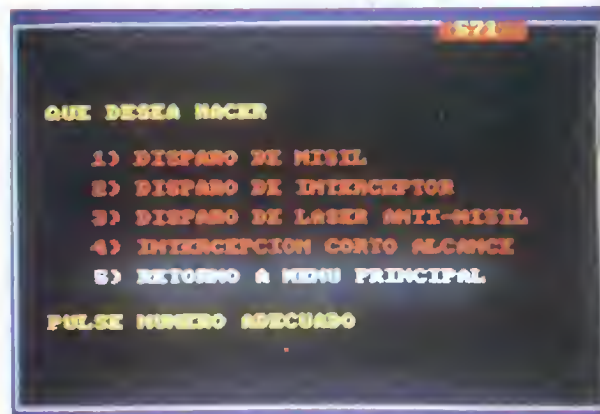 671
QUE DESEA HACER
1) DISPARO DE MISIL
2) DISPARO DE INTERCEPTOR
3) DISPARO DE LASER ANTI-MISIL
4) INTERCEPCION CORTO ALCANCE
5) RETORNO A MENU PRINCIPAL
PULSE NUMERO ADECUADO